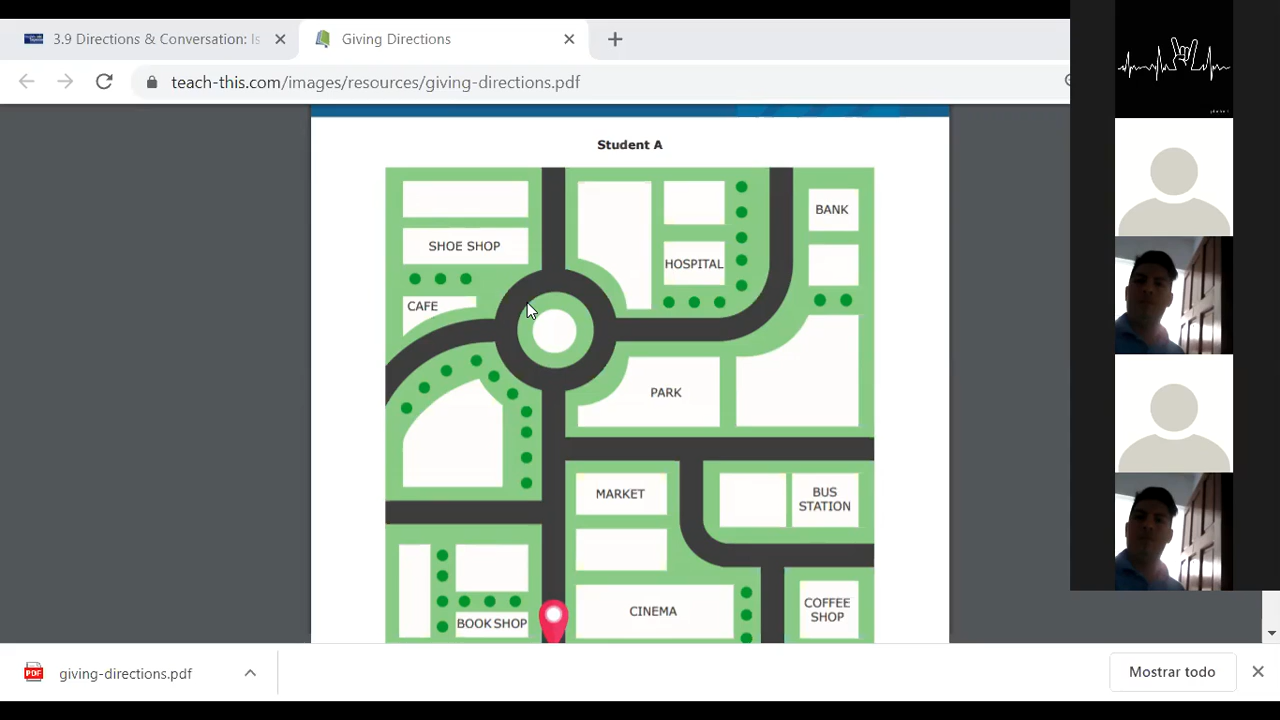 3.9 Directions & Conversation: Is
Giving Directions
teach-this.com/images/resources/giving-directions.pdf
Student A
BANK
SHOE SHOP
HOSPITAL
CAFE
PARK
MARKET
BUS
STATION
CINEMA
COFFEE
SHOP
BOOK SHOP
PDF
giving-directions.pdf
Mostrar todo